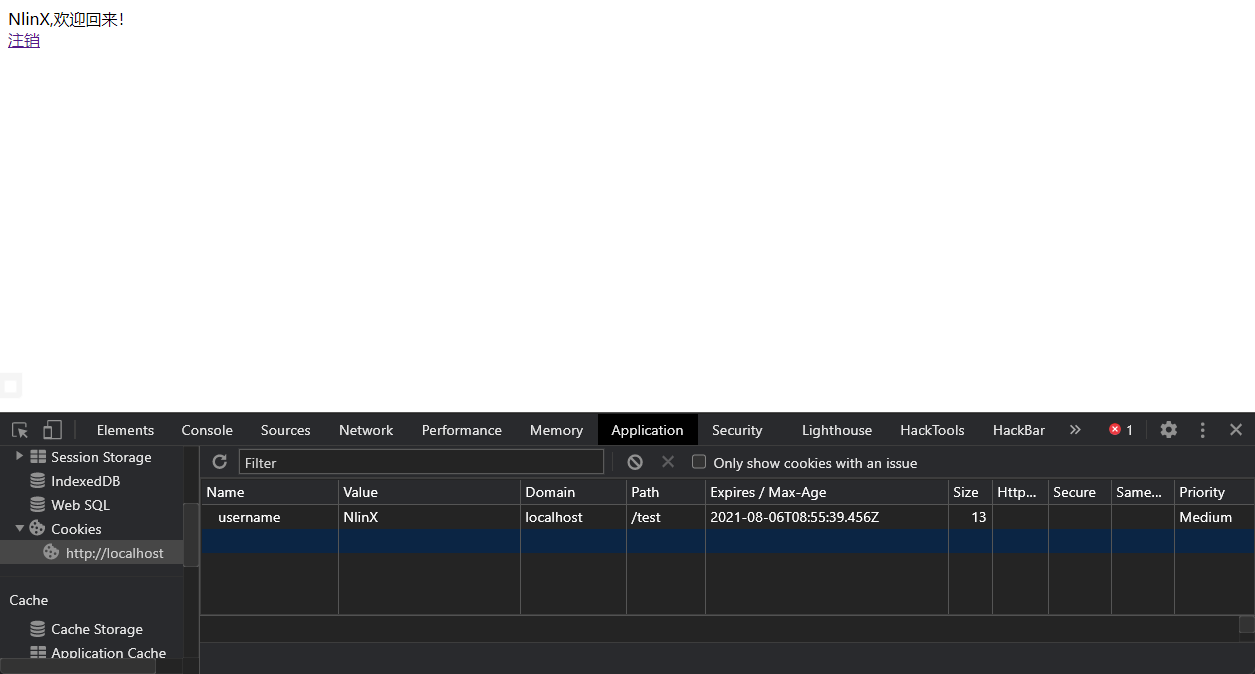 NlinX,欢迎回来!
注销
Elements Console Sources Network Performance Memory Application Security Lighthouse HackTools HackBar » 1
Session Storage
IndexedDB
Web SQL
Cookies
http://localhost
Cache
Cache Storage
Application Cache
Filter Only show cookies with an issue
Name Value Domain Path Expires / Max-Age Size Http... Secure Same... Priority
username NlinX localhost /test 2021-08-06T08:55:39.456Z 13 Medium